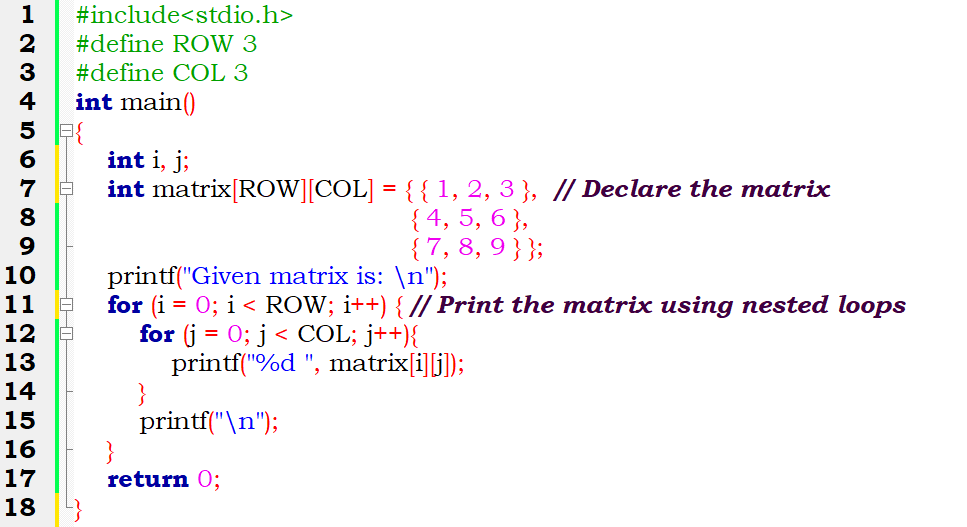 1 #include<stdio.h>
2 #define ROW 3
3 #define COL 3
4 int main()
5 {
6 int i, j;
7 int matrix[ROW][COL] = { { 1, 2, 3 }, // Declare the matrix
8 { 4, 5, 6 },
9 { 7, 8, 9 } };
10 printf("Given matrix is: \n");
11 for (i = 0; i < ROW; i++) { // Print the matrix using nested loops
12 for (j = 0; j < COL; j++){
13 printf("%d ", matrix[i][j]);
14 }
15 printf("\n");
16 }
17 return 0;
18 }